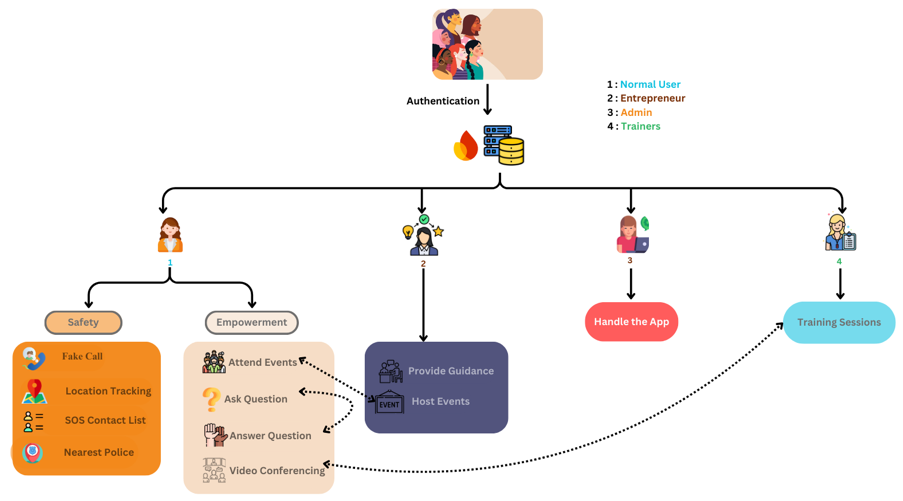 Authentication
1 : Normal User
2 : Entrepreneur
3 : Admin
4 : Trainers
1
2
3
4
Safety
Empowerment
Handle the App
Training Sessions
Fake Call
Location Tracking
SOS Contact List
Nearest Police
Attend Events
Ask Question
Answer Question
Video Conferencing
Provide Guidance
EVENT
Host Events